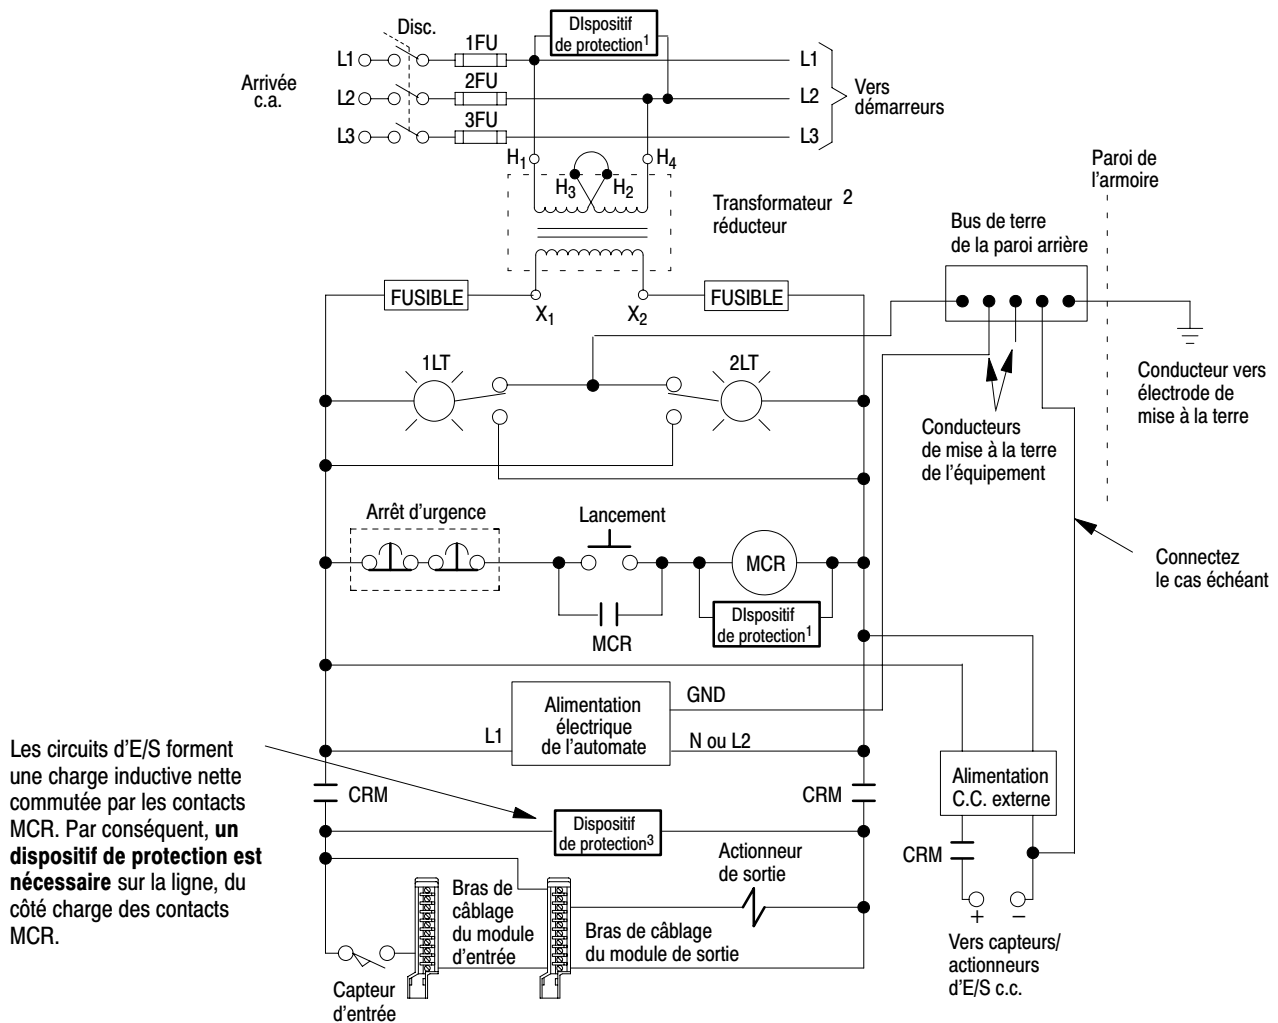 Disc.
DIspositif
de protection1
1FU
L1
L1
Arrivée
c.a.
2FU
L2
L2
Vers
démarreurs
3FU
L3
L3
H1
H4
H3
H2
Paroi de
l'armoire
Transformateur 2
réducteur
Bus de terre
de la paroi arrière
FUSIBLE
FUSIBLE
X1
X2
1LT
2LT
Conducteur vers
électrode de
mise à la terre
Conducteurs
de mise à la terre
de l'équipement
Arrêt d'urgence
Lancement
MCR
Connectez
le cas échéant
MCR
DIspositif
de protection1
GND
Alimentation
électrique
de l'automate
L1
N ou L2
Les circuits d'E/S forment
une charge inductive nette
commutée par les contacts
MCR. Par conséquent, un
dispositif de protection est
nécessaire sur la ligne, du
côté charge des contacts
MCR.
CRM
CRM
Alimentation
C.C. externe
Dispositif
de protection3
CRM
Actionneur
de sortie
Bras de
câblage
du module
d'entrée
Bras de câblage
du module de sortie
+
–
Vers capteurs/
actionneurs
d'E/S c.c.
Capteur
d'entrée